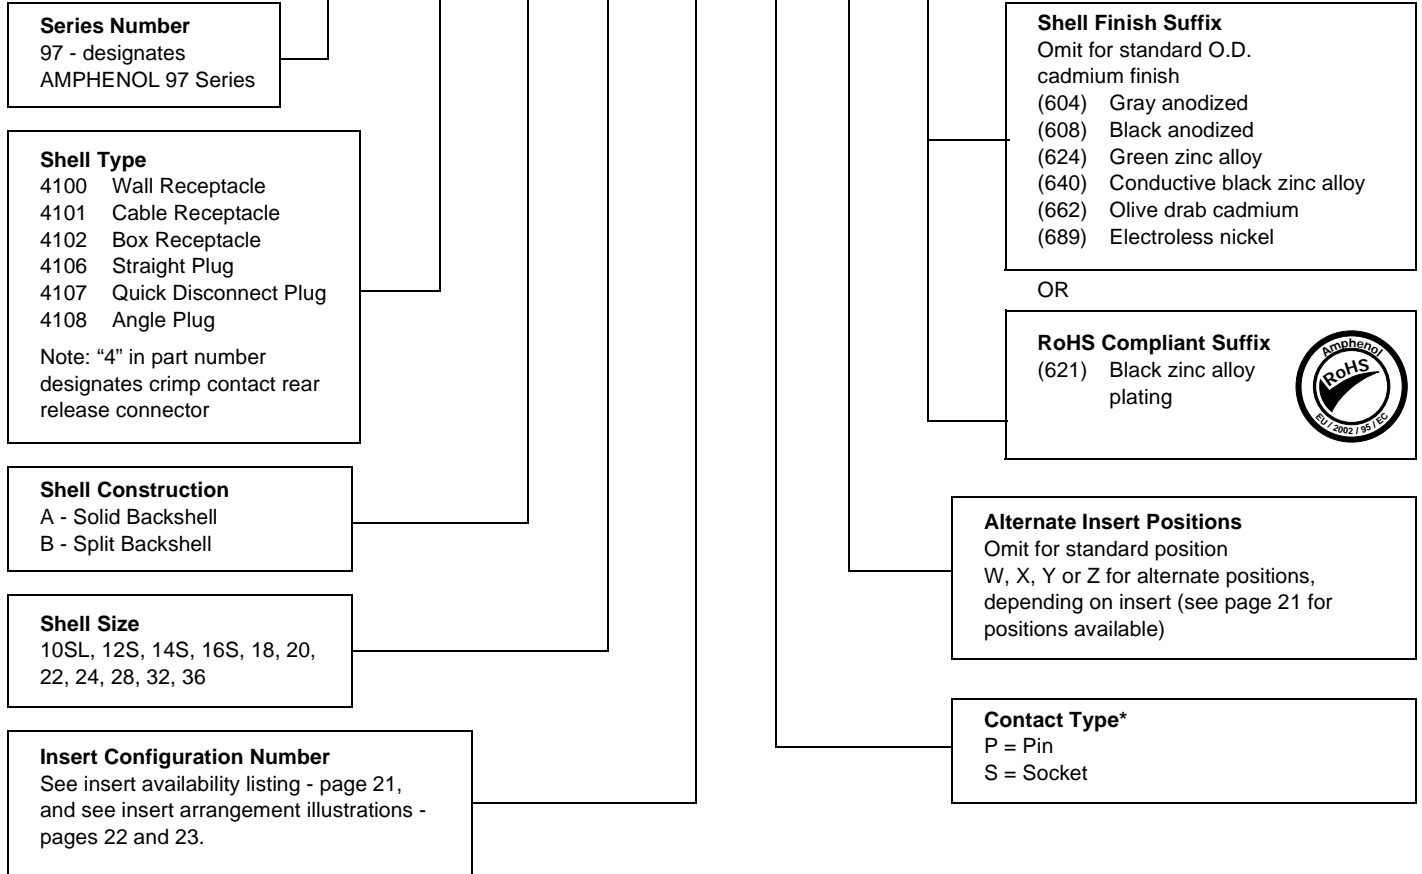 Series Number
97 - designates
AMPHENOL 97 Series
Shell Type
4100 Wall Receptacle
4101 Cable Receptacle
4102 Box Receptacle
4106 Straight Plug
4107 Quick Disconnect Plug
4108 Angle Plug
Note: “4” in part number
designates crimp contact rear
release connector
Shell Construction
A - Solid Backshell
B - Split Backshell
Shell Size
10SL, 12S, 14S, 16S, 18, 20,
22, 24, 28, 32, 36
Insert Configuration Number
See insert availability listing - page 21,
and see insert arrangement illustrations -
pages 22 and 23.
Shell Finish Suffix
Omit for standard O.D.
cadmium finish
(604) Gray anodized
(608) Black anodized
(624) Green zinc alloy
(640) Conductive black zinc alloy
(662) Olive drab cadmium
(689) Electroless nickel
OR
RoHS Compliant Suffix
(621) Black zinc alloy
plating
Amphenol
RoHS
EU / 2002 / 95 / EC
Alternate Insert Positions
Omit for standard position
W, X, Y or Z for alternate positions,
depending on insert (see page 21 for
positions available)
Contact Type*
P = Pin
S = Socket